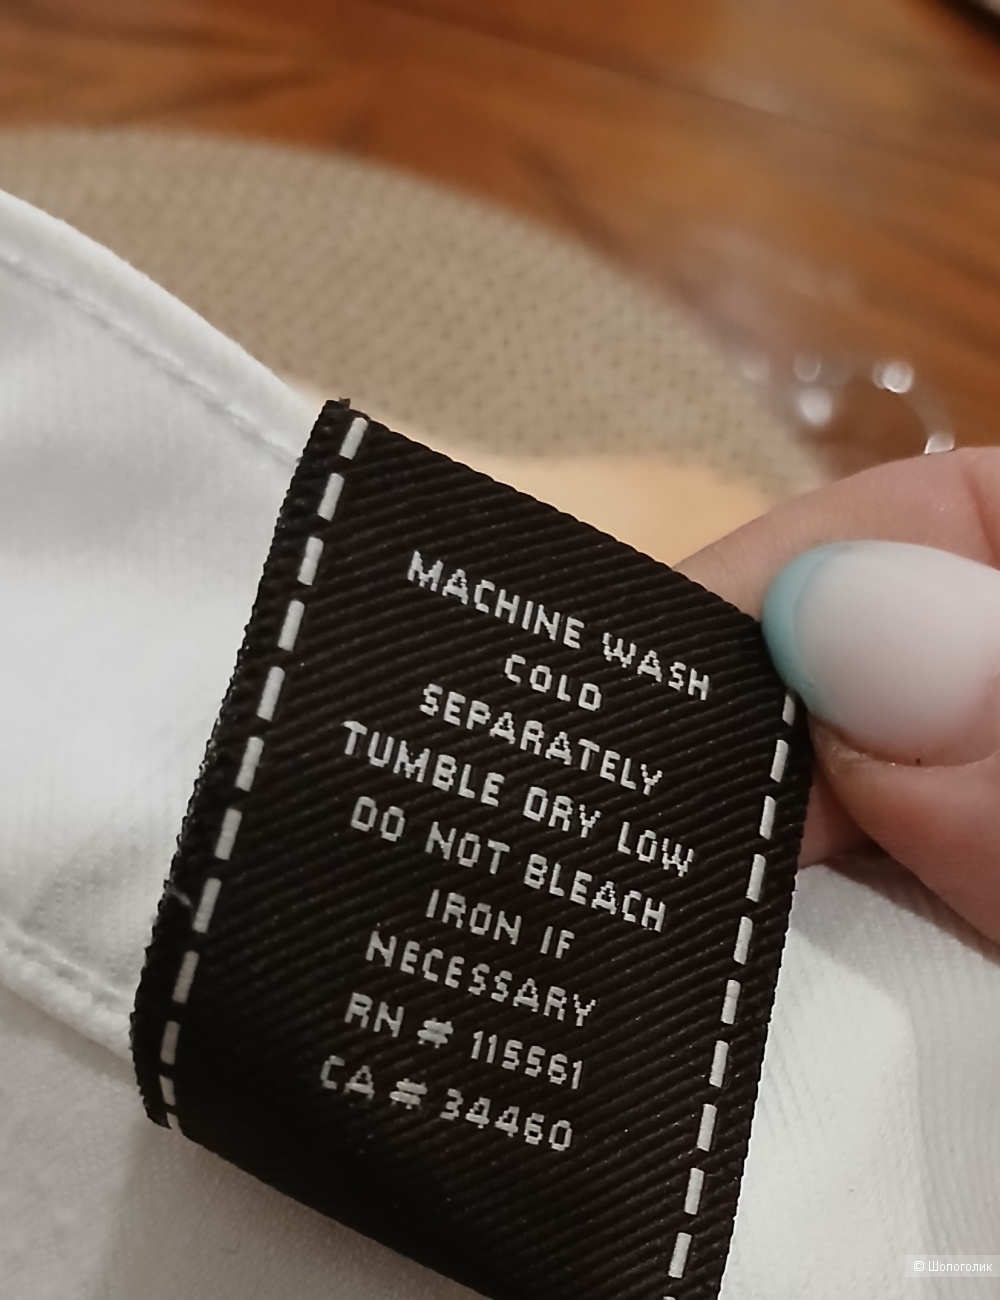 MACHINE WASH
COLD
SEPARATELY
TUMBLE DRY LOW
DO NOT BLEACH
IRON IF
NECESSARY
RN # 115561
CA # 34460
© Шопоголик